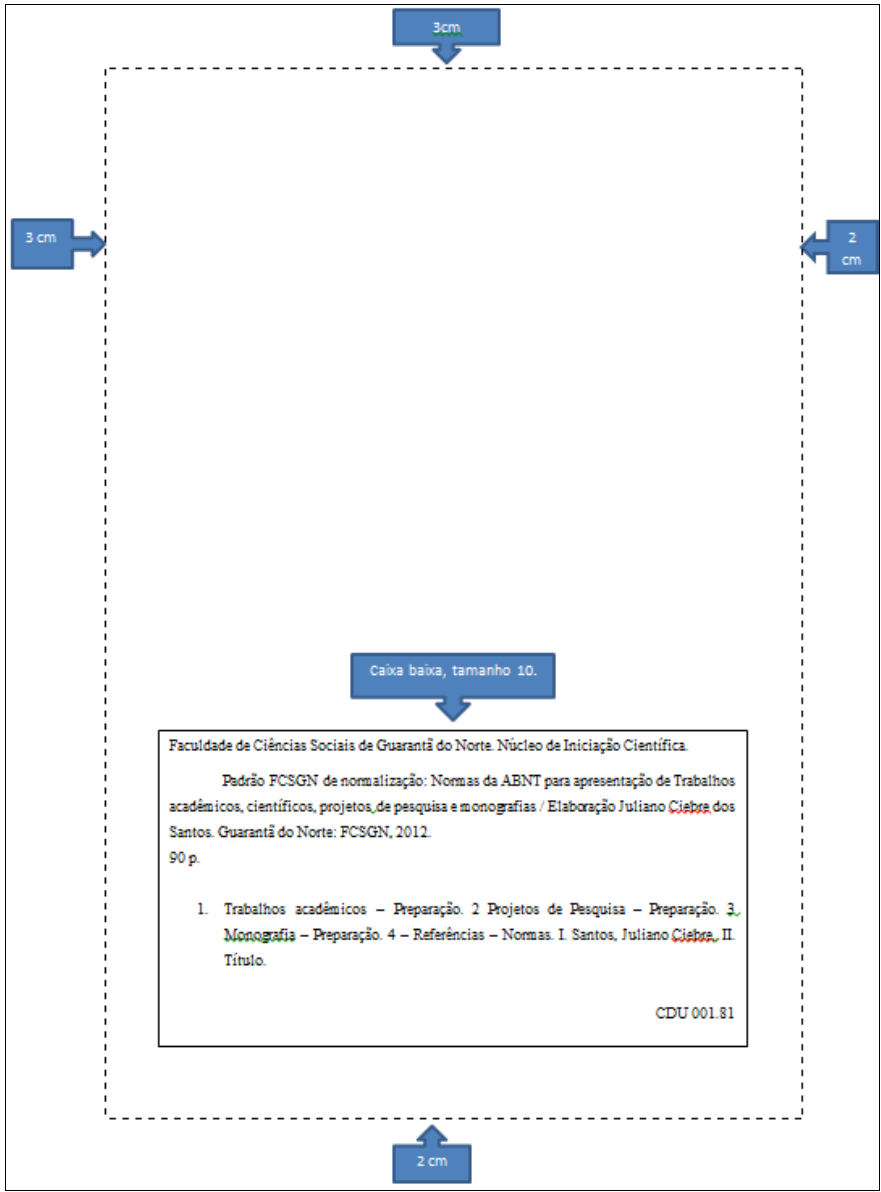 3cm
3 cm
2
cm
Caixa baixa, tamanho 10.
Faculdade de Ciências Sociais de Guarantã do Norte. Núcleo de Iniciação Científica.
Padrão FCSGN de normalização: Normas da ABNT para apresentação de Trabalhos
acadêmicos, científicos, projetos,de pesquisa e monografias / Elaboração Juliano Ciebre dos
Santos. Guarantã do Norte: FCSGN, 2012.
90 p.
1. Trabalhos acadêmicos – Preparação. 2 Projetos de Pesquisa – Preparação. 3.
Monografia – Preparação. 4 – Referências – Normas. I. Santos, Juliano Ciebre. II.
Título.
CDU 001.81
2 cm